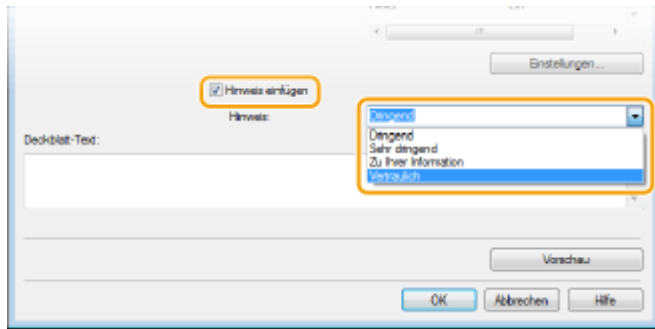 Einstellungen...
Hinweis einfügen
Hinweis:
Dringend
Deckblatt-Text:
Dringend
Sehr dringend
Zu Ihrer Information
Vertraulich
Vorschau
OK
Abbrechen
Hilfe